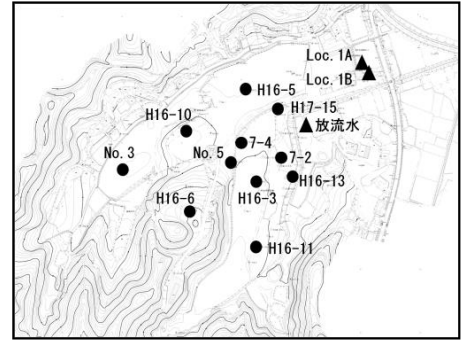 Loc. 1A
Loc. 1B
H16-5
H17-15
放流水
H16-10
7-4
No. 3
No. 5
7-2
H16-13
H16-3
H16-6
H16-11